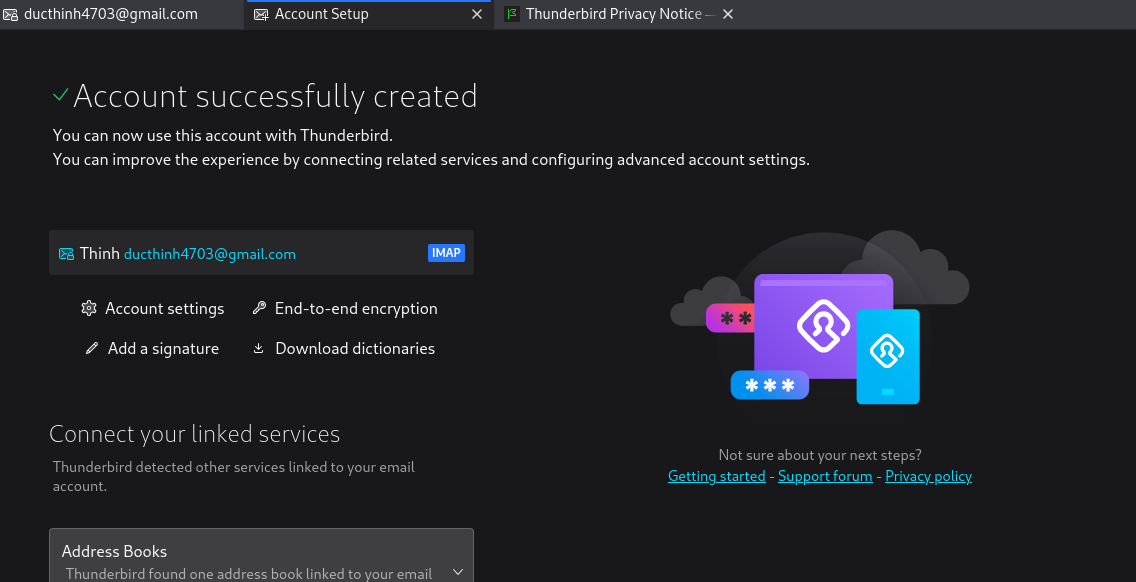 ducthinh4703@gmail.com
Account Setup
Thunderbird Privacy Notice —
Account successfully created
You can now use this account with Thunderbird.
You can improve the experience by connecting related services and configuring advanced account settings.
Thinh ducthinh4703@gmail.com IMAP
Account settings
End-to-end encryption
Add a signature
Download dictionaries
Connect your linked services
Thunderbird detected other services linked to your email
account.
Address Books
Thunderbird found one address book linked to your email
**
***
Not sure about your next steps?
Getting started - Support forum - Privacy policy